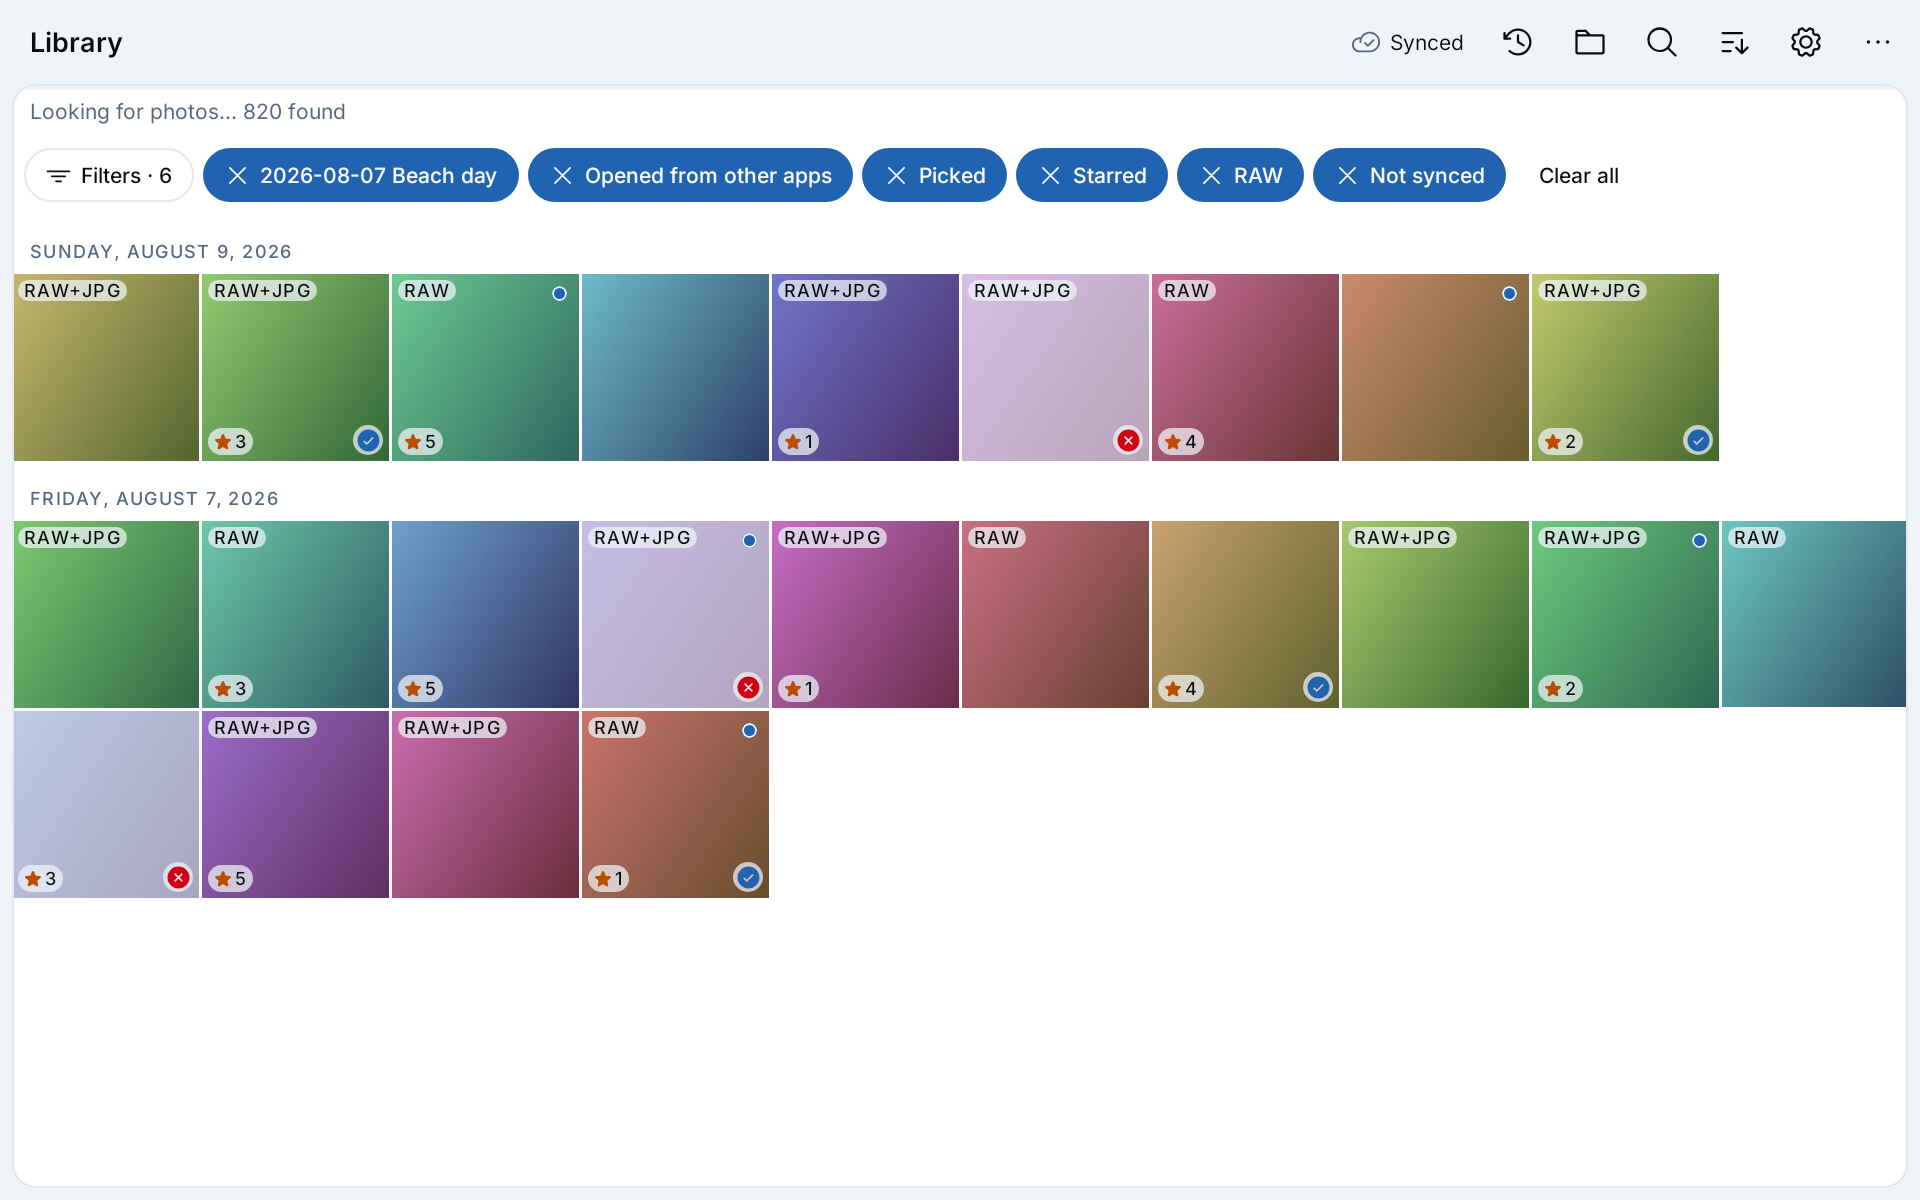 Library
Synced
Looking for photos... 820 found
Filters · 6
2026-08-07 Beach day
Opened from other apps
Picked
Starred
RAW
Not synced
Clear all
SUNDAY, AUGUST 9, 2026
RAW+JPG
RAW+JPG
RAW
RAW+JPG
RAW+JPG
RAW
RAW+JPG
3
5
1
4
2
FRIDAY, AUGUST 7, 2026
RAW+JPG
RAW
RAW+JPG
RAW+JPG
RAW
RAW+JPG
RAW+JPG
RAW
3
5
1
4
2
RAW+JPG
RAW+JPG
RAW
3
5
1